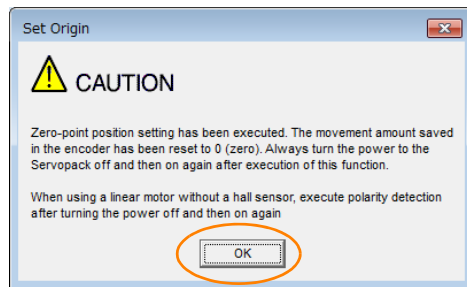 Set Origin
CAUTION
Zero-point position setting has been executed. The movement amount saved
in the encoder has been reset to 0 (zero). Always turn the power to the
Servopack off and then on again after execution of this function.
When using a linear motor without a hall sensor, execute polarity detection
after turning the power off and then on again
OK